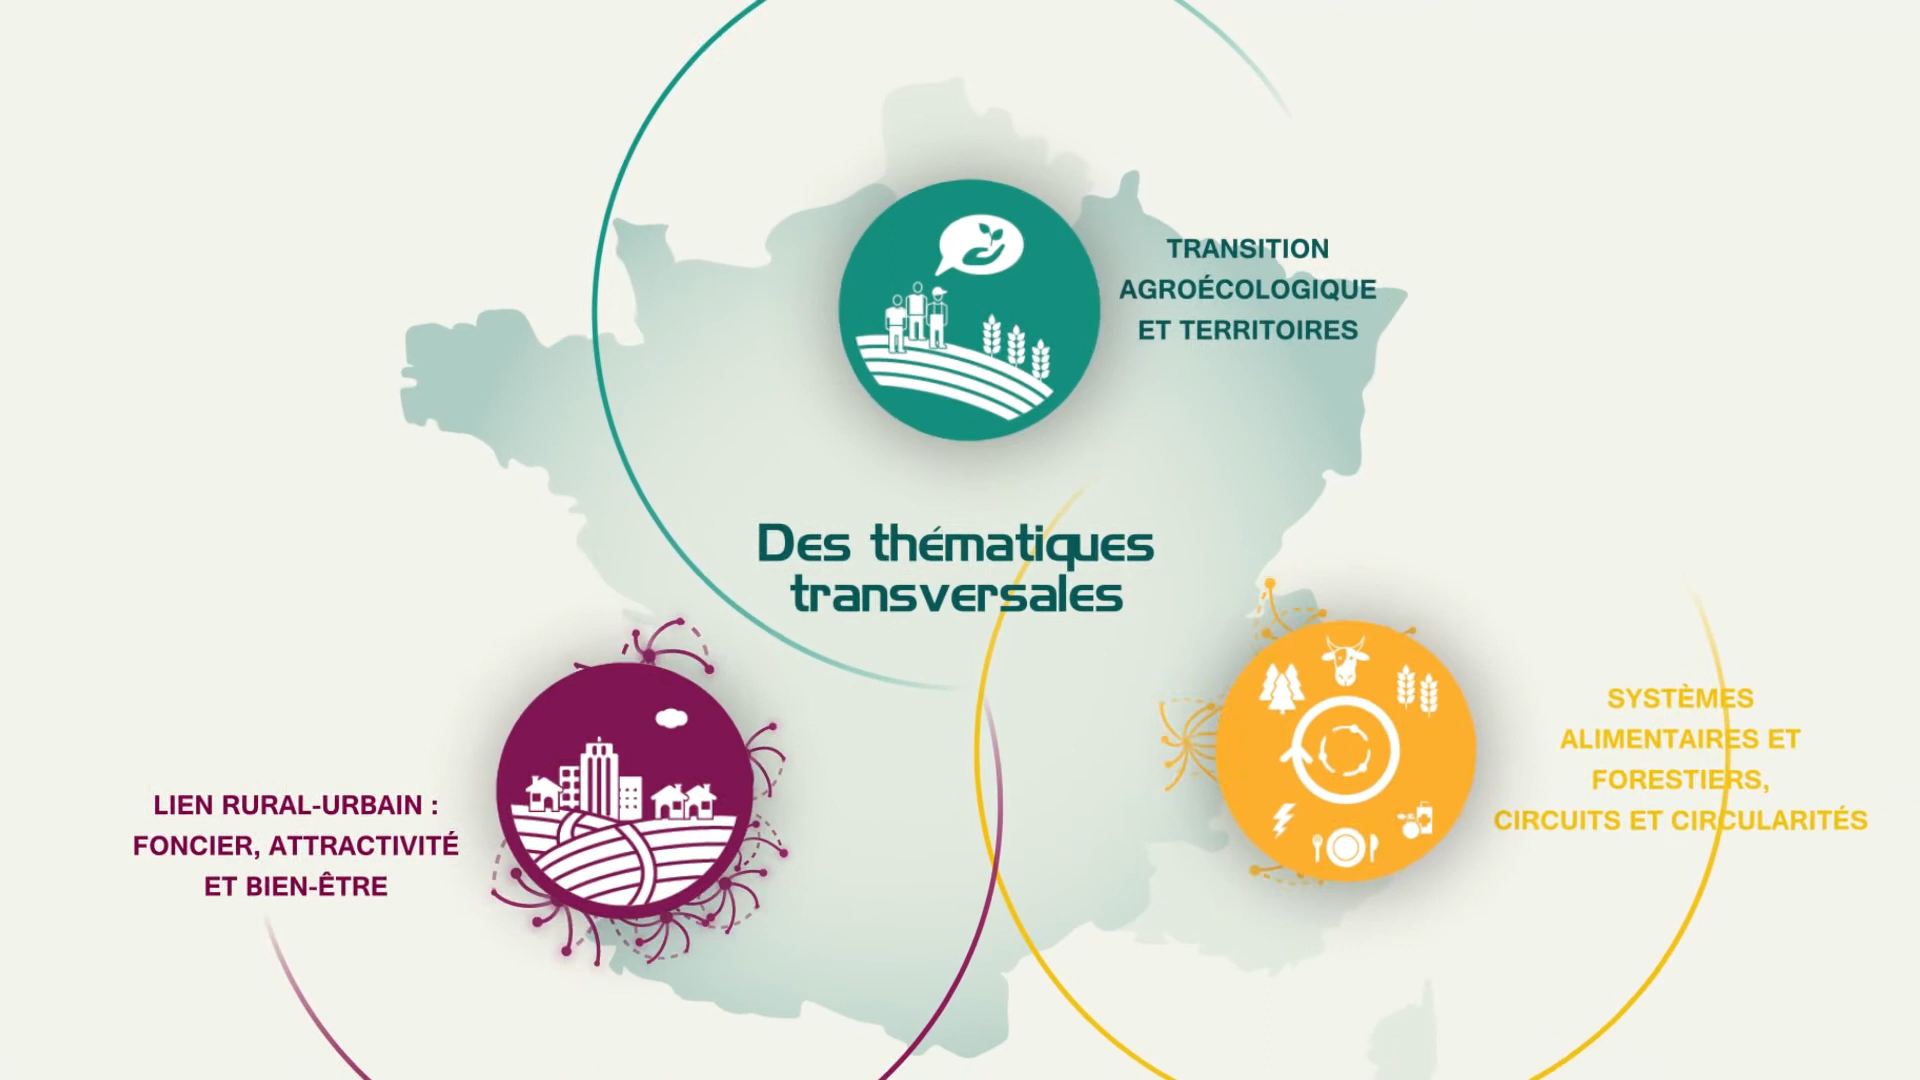 TRANSITION
AGROÉCOLOGIQUE
ET TERRITOIRES
Des thématiques
transversales
LIEN RURAL-URBAIN :
FONCIER, ATTRACTIVITÉ
ET BIEN-ÊTRE
SYSTÈMES
ALIMENTAIRES ET
FORESTIERS,
CIRCUITS ET CIRCULARITÉS